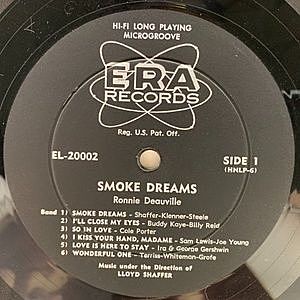 HI-FI LONG PLAYING
MICROGROOVE
ERA
RECORDS
Reg. U.S. Pat. Off.
EL-20002 SIDE 1
(HNLP-6)
SMOKE DREAMS
Ronnie Deauville
Band 1) SMOKE DREAMS - Shaffer-Klenner-Steele
2) I'LL CLOSE MY EYES - Buddy Kaye-Billy Reid
3) SO IN LOVE - Cole Porter
4) I KISS YOUR HAND, MADAME - Sam Lewis-Joe Young
5) LOVE IS HERE TO STAY - Ira & George Gershwin
6) WONDERFUL ONE - Terriss-Whiteman-Grofe
Music under the Direction of
LLOYD SHAFFER